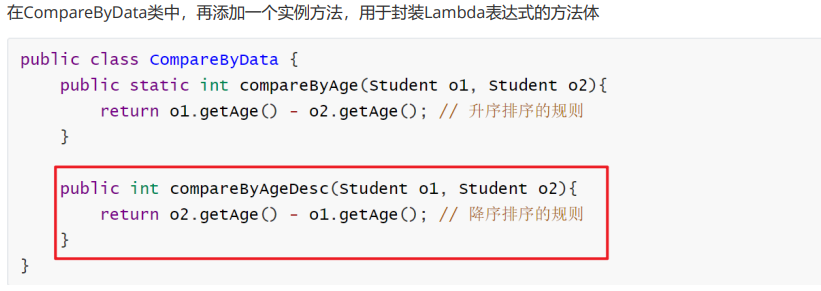 在CompareByData类中，再添加一个实例方法，用于封装Lambda表达式的方法体
public class CompareByData {
    public static int compareByAge(Student o1, Student o2){
        return o1.getAge() - o2.getAge(); // 升序排序的规则
    }
    public int compareByAgeDesc(Student o1, Student o2){
        return o2.getAge() - o1.getAge(); // 降序排序的规则
    }
}